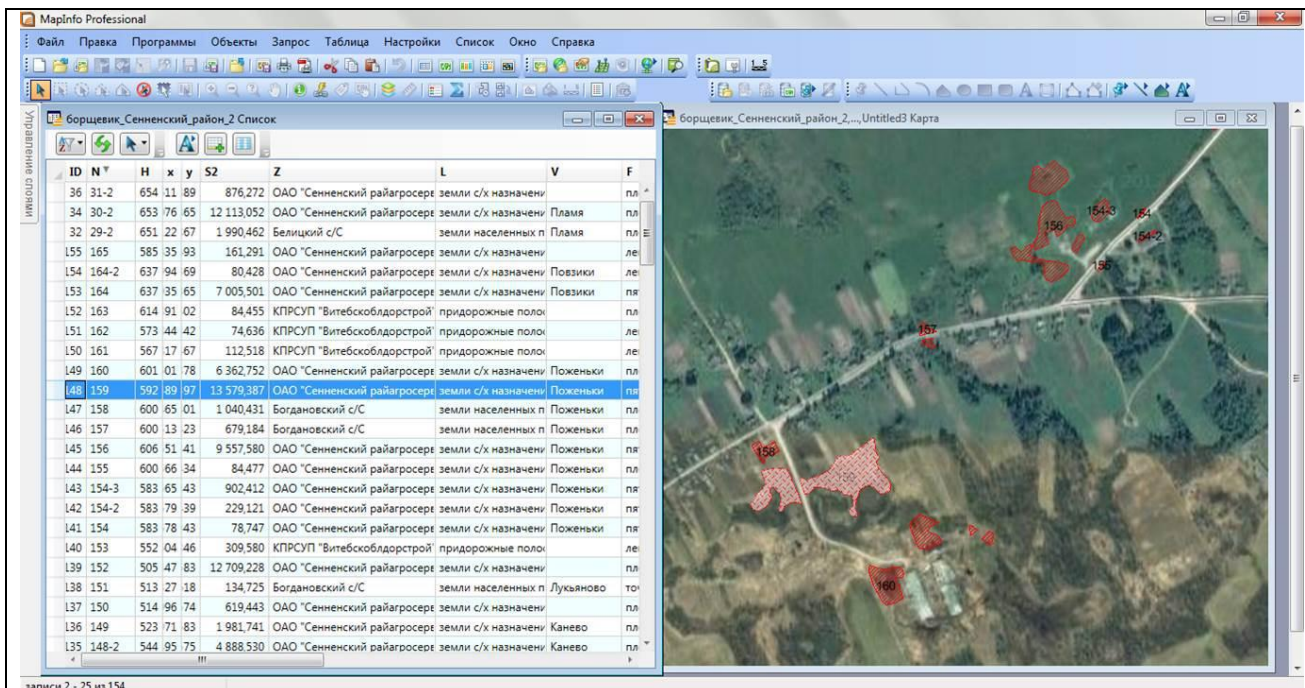 MapInfo Professional
Файл Правка Программы Объекты Запрос Таблица Настройки Список Окно Справка
Управление слоями
борщевик_Сенненский_район_2 Список
ID N H x y S2 Z L V F
36 31-2 654 11 89 876,272 ОАО "Сенненский райагросерв земли с/х назначени пл
34 30-2 653 76 65 12 113,052 ОАО "Сенненский райагросерв земли с/х назначени Пламя пл
32 29-2 651 22 67 1 990,462 Белицкий с/С земли населенных п Пламя пл
155 165 585 35 93 161,291 ОАО "Сенненский райагросерв земли с/х назначени ле
154 164-2 637 94 69 80,428 ОАО "Сенненский райагросерв земли с/х назначени Повзики ле
153 164 637 35 65 7 005,501 ОАО "Сенненский райагросерв земли с/х назначени Повзики пя
152 163 614 91 02 84,455 КПРСУП "Витебскоблдорстрой" придорожные полос пл
151 162 573 44 42 74,636 КПРСУП "Витебскоблдорстрой" придорожные полос ле
150 161 567 17 67 112,518 КПРСУП "Витебскоблдорстрой" придорожные полос ле
149 160 601 01 78 6 362,752 ОАО "Сенненский райагросерв земли с/х назначени Поженьки пл
148 159 592 89 97 13 579,387 ОАО "Сенненский райагросерв земли с/х назначени Поженьки пя
147 158 600 65 01 1 040,431 Богдановский с/С земли населенных п Поженьки пл
146 157 600 13 23 679,184 Богдановский с/С земли населенных п Поженьки пл
145 156 606 51 41 9 557,580 ОАО "Сенненский райагросерв земли с/х назначени Поженьки пя
144 155 600 66 34 84,477 ОАО "Сенненский райагросерв земли с/х назначени Поженьки пл
143 154-3 583 65 43 902,412 ОАО "Сенненский райагросерв земли с/х назначени Поженьки пя
142 154-2 583 79 39 229,121 ОАО "Сенненский райагросерв земли с/х назначени Поженьки пя
141 154 583 78 43 78,747 ОАО "Сенненский райагросерв земли с/х назначени Поженьки пя
140 153 552 04 46 309,580 КПРСУП "Витебскоблдорстрой" придорожные полос ле
139 152 505 47 83 12 709,228 ОАО "Сенненский райагросерв земли с/х назначени пл
138 151 513 27 18 134,725 Богдановский с/С земли населенных п Лукьяново то
137 150 514 96 74 619,443 ОАО "Сенненский райагросерв земли с/х назначени пл
136 149 523 71 83 1 981,741 ОАО "Сенненский райагросерв земли с/х назначени Канево пл
135 148-2 544 95 75 4 888,530 ОАО "Сенненский райагросерв земли с/х назначени Канево пл
записи 2 - 25 из 154
борщевик_Сенненский_район_2,...,Untitled3 Карта
154-3 154
156
154-2
155
157
158
160